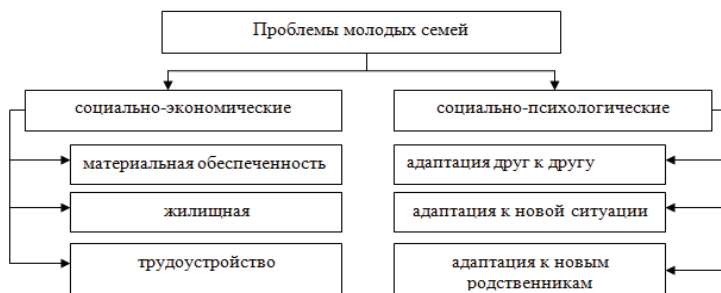 Проблемы молодых семей
социально-экономические
социально-психологические
материальная обеспеченность
адаптация друг к другу
жилищная
адаптация к новой ситуации
трудоустройство
адаптация к новым
родственникам